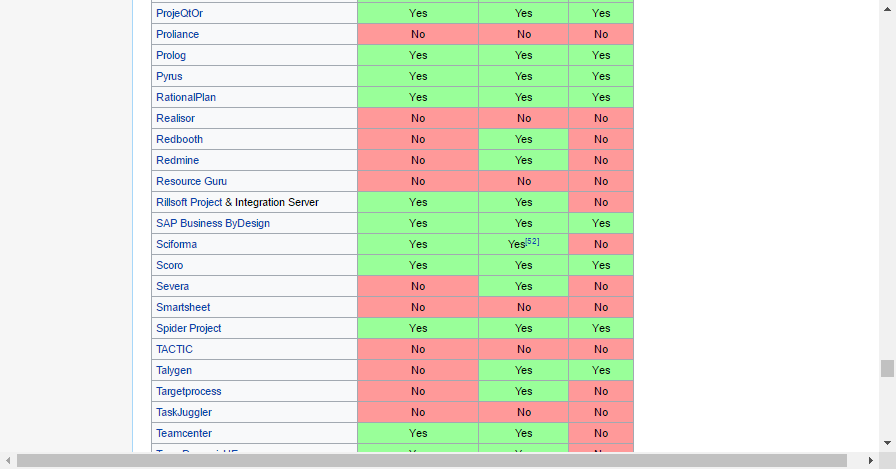 ProjeQtOr Yes Yes Yes
Proliance No No No
Prolog Yes Yes Yes
Pyrus Yes Yes Yes
RationalPlan Yes Yes Yes
Realisor No No No
Redbooth No Yes No
Redmine No Yes No
Resource Guru No No No
Rillsoft Project & Integration Server Yes Yes No
SAP Business ByDesign Yes Yes Yes
Sciforma Yes Yes[52] No
Scoro Yes Yes Yes
Severa No Yes No
Smartsheet No No No
Spider Project Yes Yes Yes
TACTIC No No No
Talygen No Yes Yes
Targetprocess No Yes No
TaskJuggler No No No
Teamcenter Yes Yes No